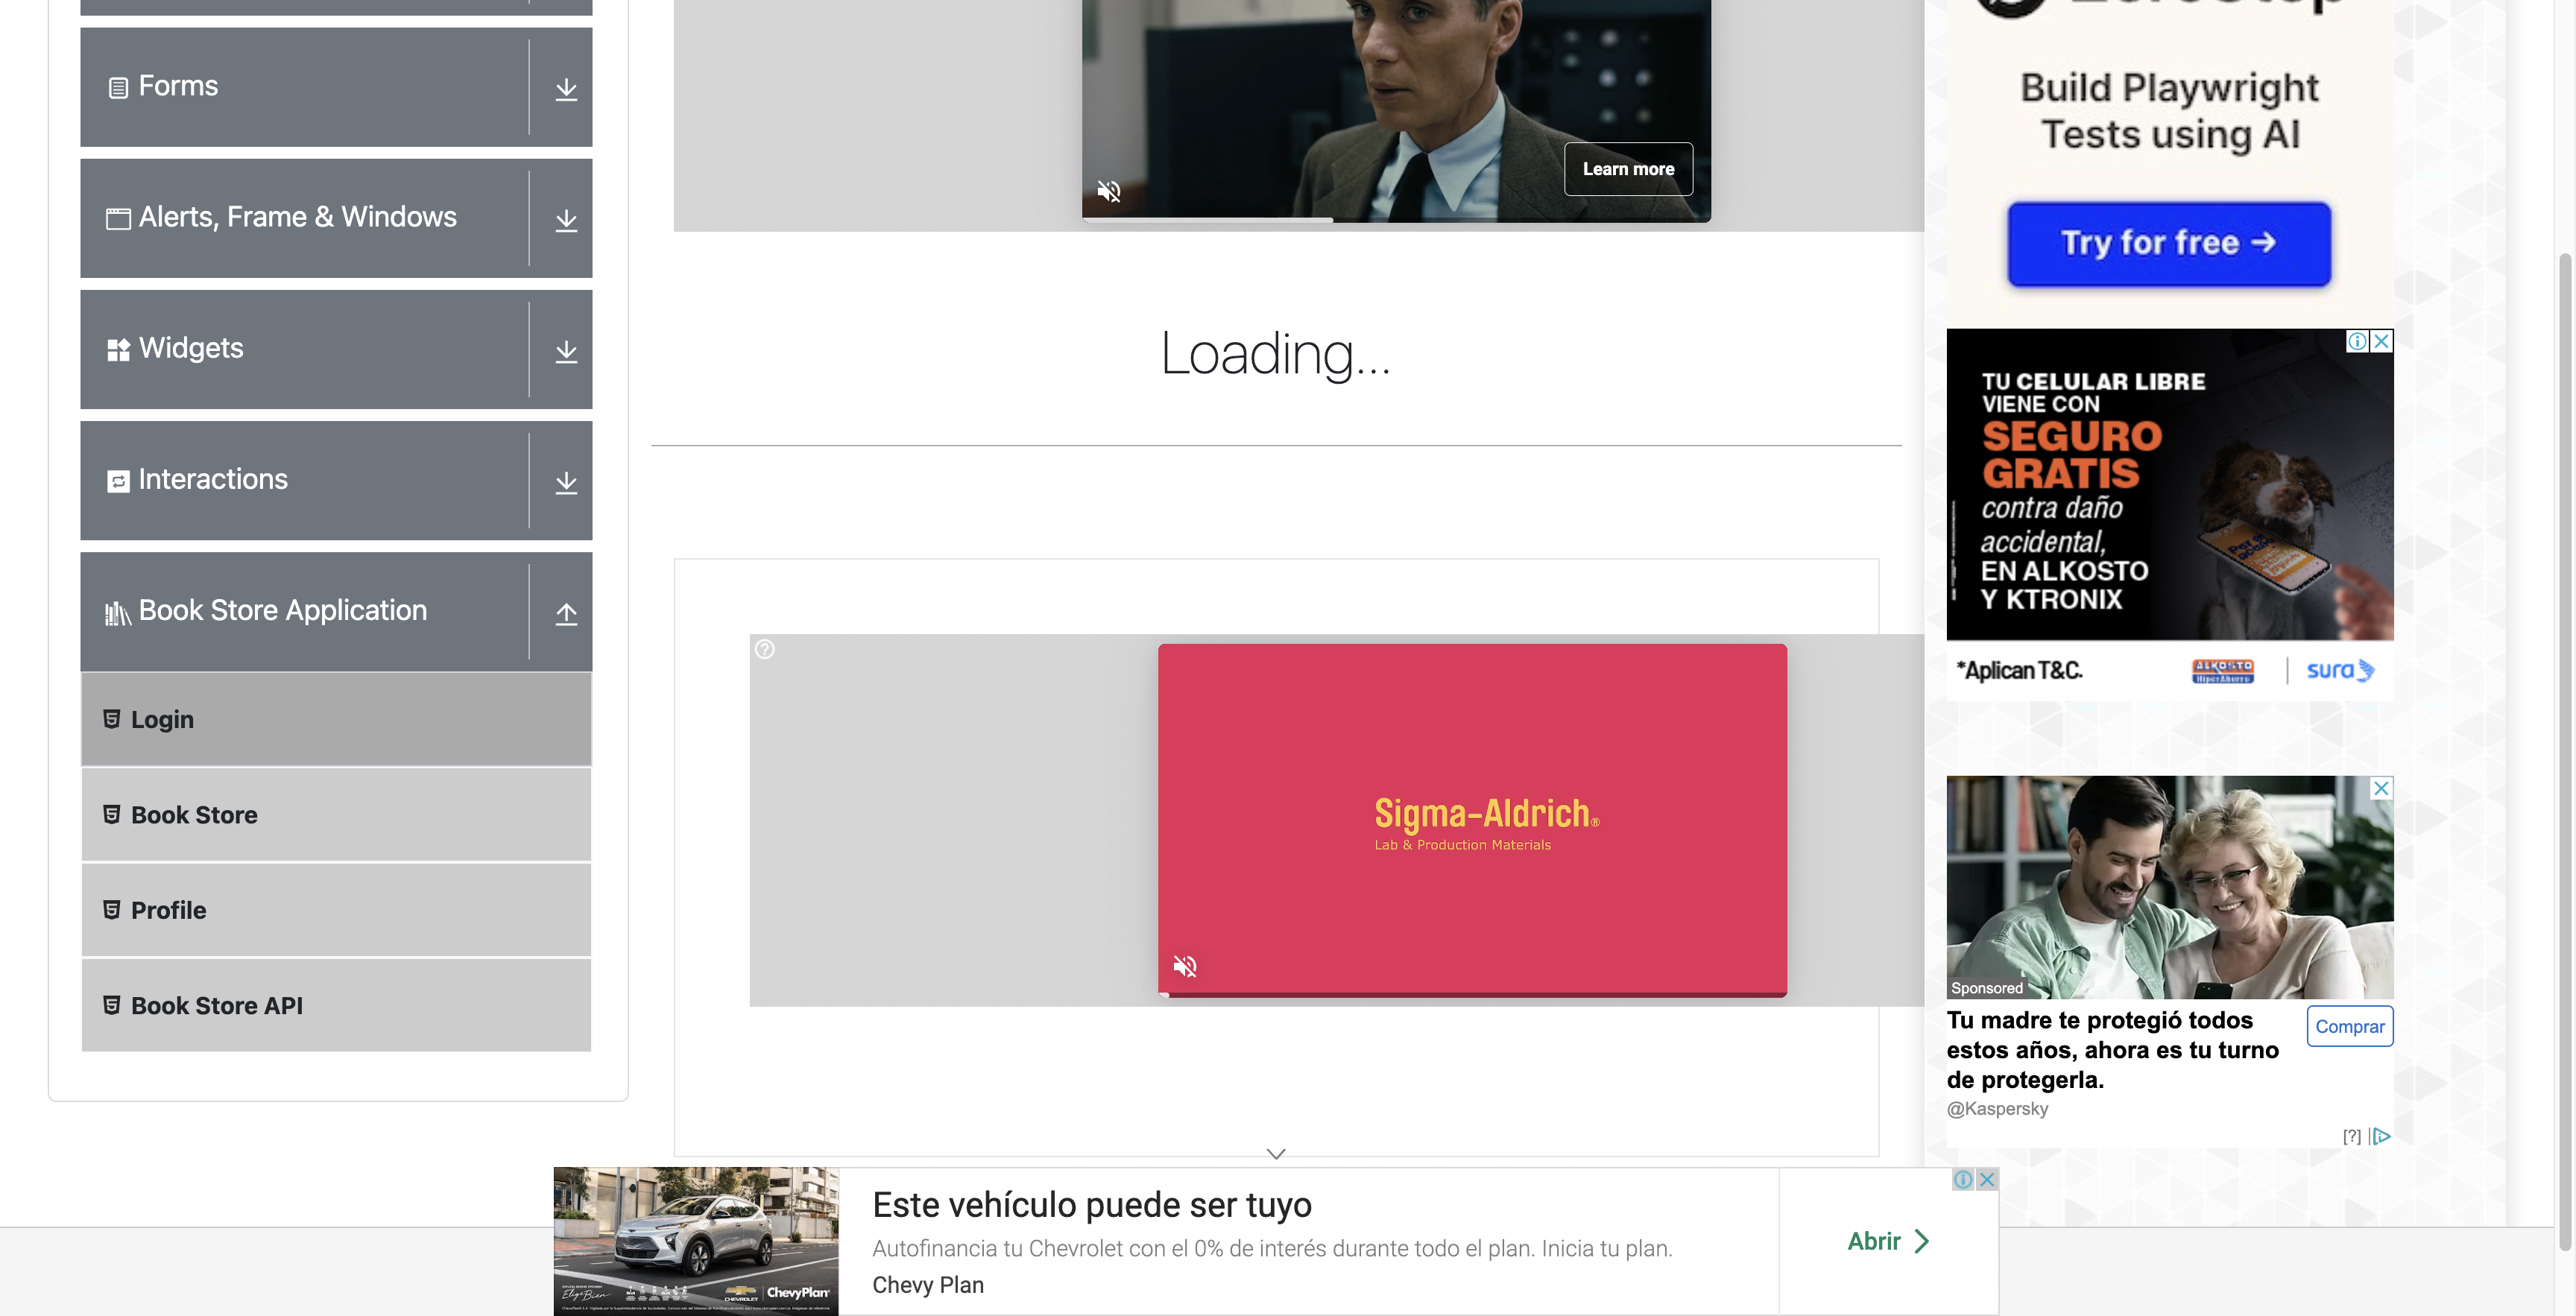 Forms
Alerts, Frame & Windows
Widgets
Interactions
Book Store Application
Login
Book Store
Profile
Book Store API
Learn more
Loading...
Sigma-Aldrich®
Lab & Production Materials
Build Playwright
Tests using AI
Try for free →
TU CELULAR LIBRE
VIENE CON
SEGURO
GRATIS
contra daño
accidental,
EN ALKOSTO
Y KTRONIX
*Aplican T&C.
ALKOSTO
HiperAhorro
sura
Sponsored
Tu madre te protegió todos
estos años, ahora es tu turno
de protegerla.
Comprar
@Kaspersky
[?]
Este vehículo puede ser tuyo
Autofinancia tu Chevrolet con el 0% de interés durante todo el plan. Inicia tu plan.
Chevy Plan
Abrir
CHEVROLET
ChevyPlan